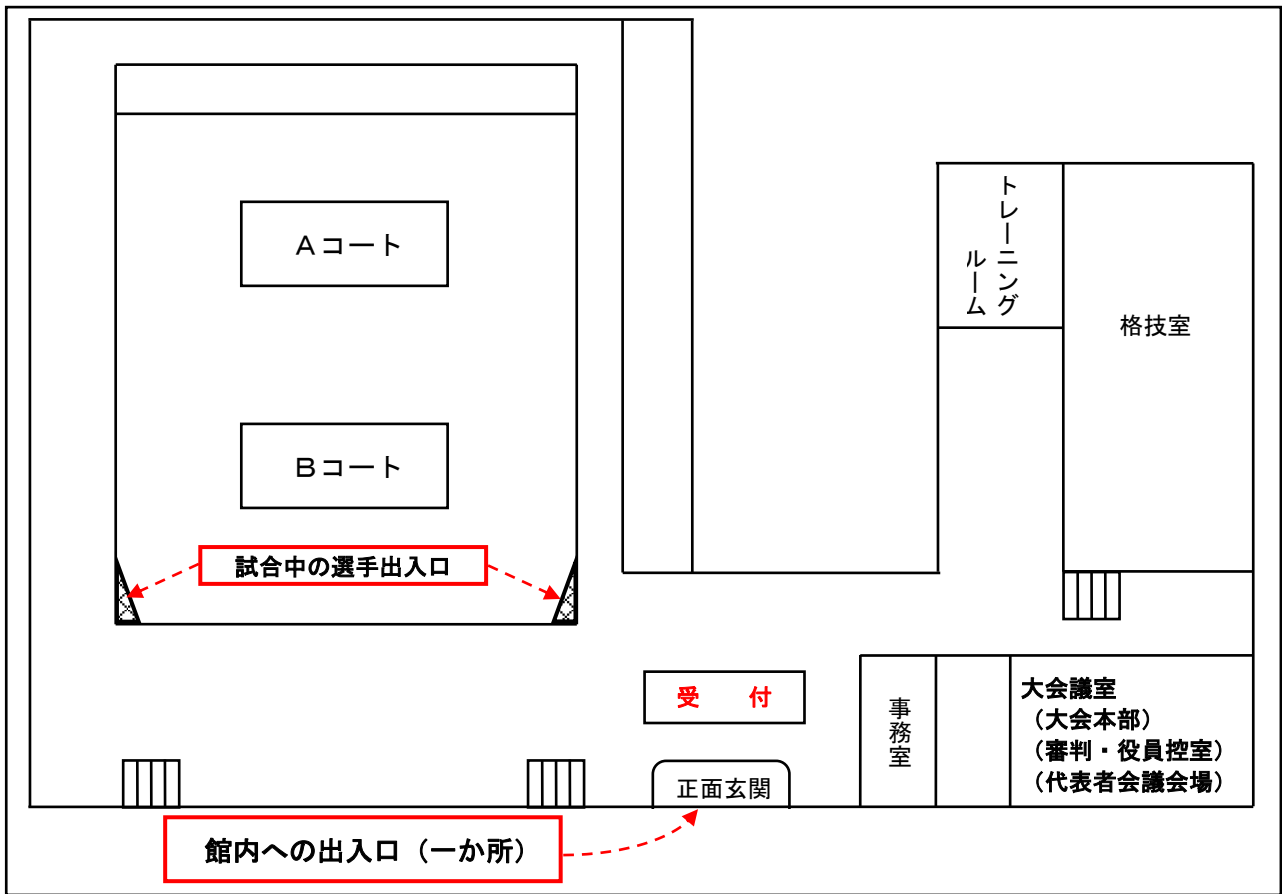 Aコート
Bコート
試合中の選手出入口
トレーニング
ルーム
格技室
受　付
事務室
大会議室
（大会本部）
（審判・役員控室）
（代表者会議会場）
正面玄関
館内への出入口（一か所）